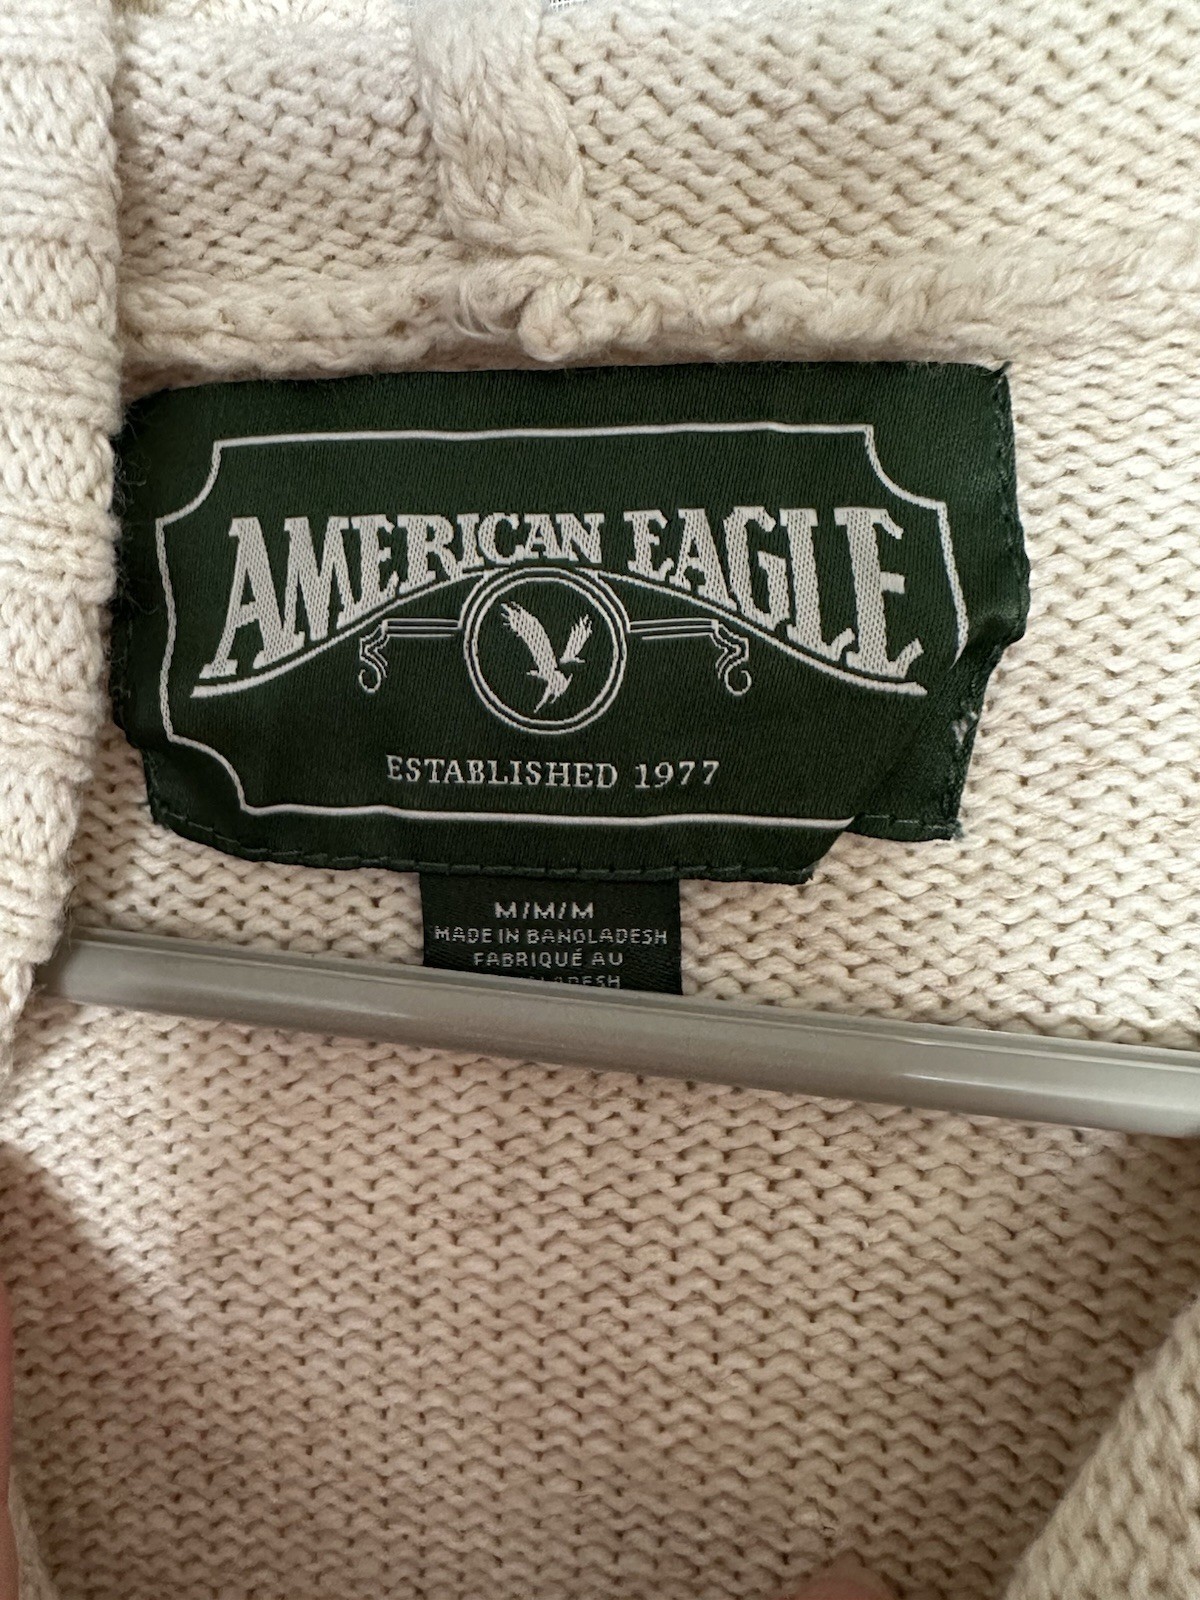 AMERICAN EAGLE
ESTABLISHED 1977
M/M/M
MADE IN BANGLADESH
FABRIQUÉ AU